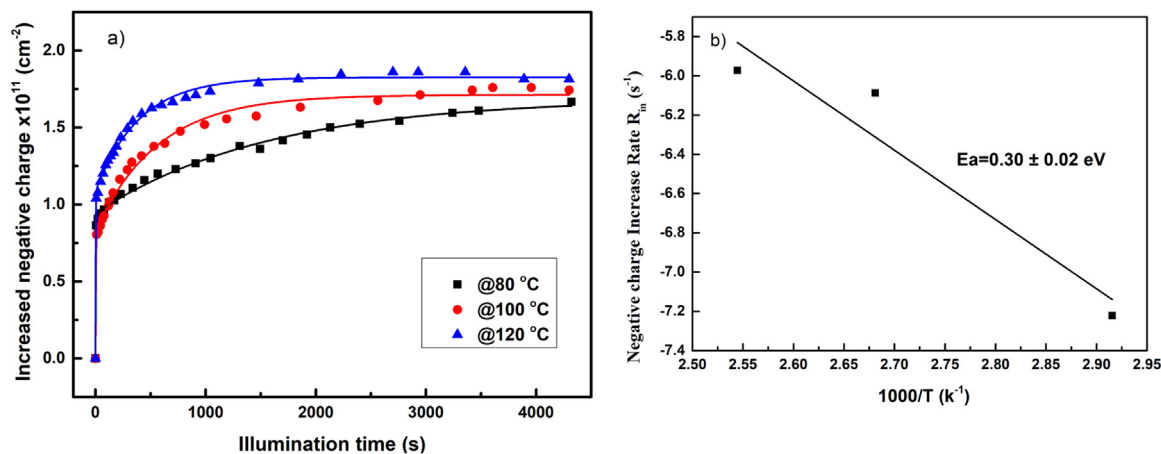 a)
Increased negative charge x10¹¹ (cm⁻²)
2.0
1.5
1.0
0.5
0.0
@80 °C
@100 °C
@120 °C
0 1000 2000 3000 4000
Illumination time (s)
b)
Negative charge Increase Rate Rᵢₙ (s⁻¹)
-5.8
-6.0
-6.2
-6.4
-6.6
-6.8
-7.0
-7.2
-7.4
Ea=0.30 ± 0.02 eV
2.50 2.55 2.60 2.65 2.70 2.75 2.80 2.85 2.90 2.95
1000/T (k⁻¹)